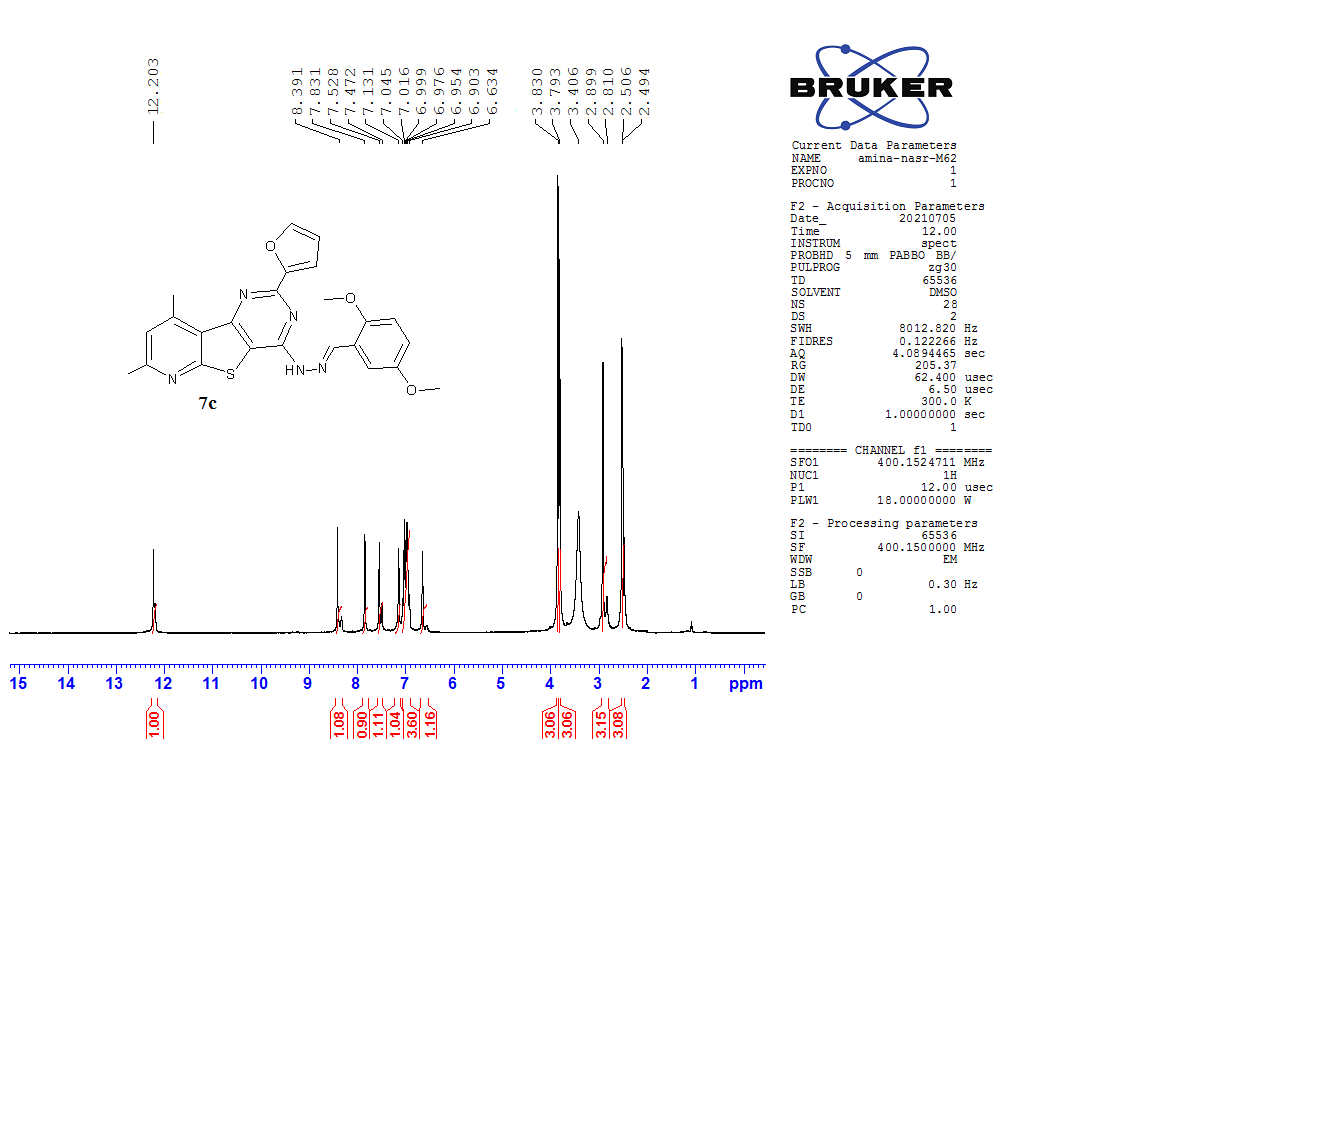 12.203
8.391
7.831
7.528
7.472
7.131
7.045
7.016
6.999
6.976
6.954
6.903
6.634
3.830
3.793
3.406
2.899
2.810
2.506
2.494
BRUKER
Current Data Parameters
NAME amina-nasr-M62
EXPNO 1
PROCNO 1
F2 - Acquisition Parameters
Date_ 20210705
Time 12.00
INSTRUM spect
PROBHD 5 mm PABBO BB/
PULPROG zg30
TD 65536
SOLVENT DMSO
NS 28
DS 2
SWH 8012.820 Hz
FIDRES 0.122266 Hz
AQ 4.0894465 sec
RG 205.37
DW 62.400 usec
DE 6.50 usec
TE 300.0 K
D1 1.00000000 sec
TD0 1
======== CHANNEL f1 ========
SFO1 400.1524711 MHz
NUC1 1H
P1 12.00 usec
PLW1 18.00000000 W
F2 - Processing parameters
SI 65536
SF 400.1500000 MHz
WDW EM
SSB 0
LB 0.30 Hz
GB 0
PC 1.00
O
N
N
O
N
S
HN
N
O
7c
15 14 13 12 11 10 9 8 7 6 5 4 3 2 1 ppm
1.00
1.08
0.90
1.11
1.04
3.60
1.16
3.06
3.06
3.15
3.08